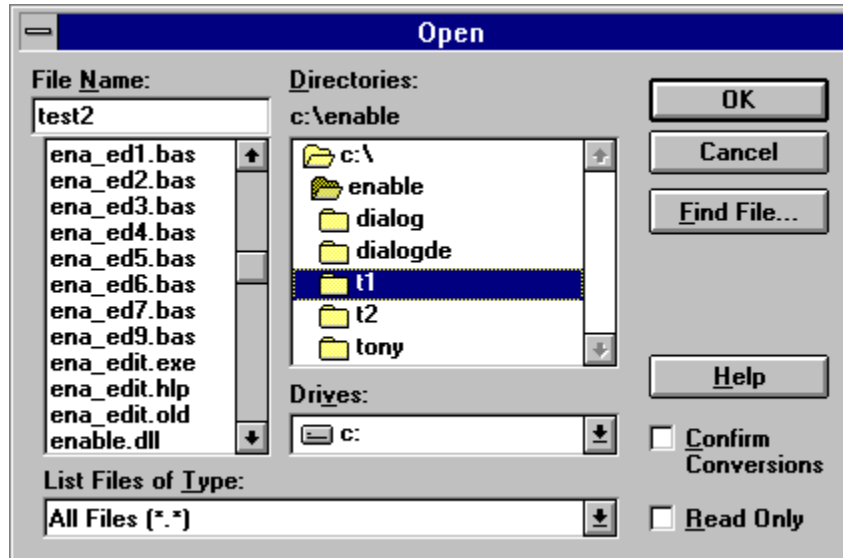 Open
File Name:
test2
ena_ed1.bas
ena_ed2.bas
ena_ed3.bas
ena_ed4.bas
ena_ed5.bas
ena_ed6.bas
ena_ed7.bas
ena_ed9.bas
ena_edit.exe
ena_edit.hlp
ena_edit.old
enable.dll
List Files of Type:
All Files (*.*)
Directories:
c:\enable
c:\
enable
dialog
dialogde
t1
t2
tony
Drives:
c:
OK
Cancel
Find File...
Help
Confirm
Conversions
Read Only